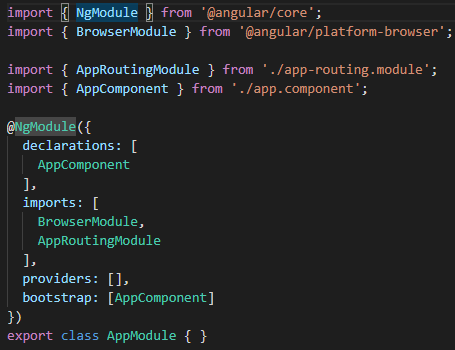 import { NgModule } from '@angular/core';
import { BrowserModule } from '@angular/platform-browser';
import { AppRoutingModule } from './app-routing.module';
import { AppComponent } from './app.component';
@NgModule({
declarations: [
AppComponent
],
imports: [
BrowserModule,
AppRoutingModule
],
providers: [],
bootstrap: [AppComponent]
})
export class AppModule { }